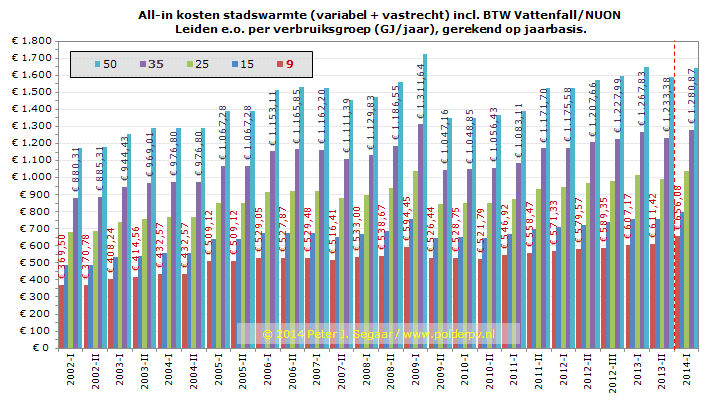 All-in kosten stadswarmte (variabel + vastrecht) incl. BTW Vattenfall/NUON
Leiden e.o. per verbruiksgroep (GJ/jaar), gerekend op jaarbasis.
€ 1.800
€ 1.700
€ 1.600
€ 1.500
€ 1.400
€ 1.300
€ 1.200
€ 1.100
€ 1.000
€ 900
€ 800
€ 700
€ 600
€ 500
€ 400
€ 300
€ 200
€ 100
€ 0
50 35 25 15 9
€ 880,31
€ 885,31
€ 944,43
€ 969,01
€ 976,80
€ 976,80
€ 1.067,28
€ 1.067,28
€ 1.153,11
€ 1.165,85
€ 1.162,20
€ 1.111,39
€ 1.129,83
€ 1.186,55
€ 1.311,64
€ 1.047,16
€ 1.048,85
€ 1.056,43
€ 1.083,11
€ 1.171,70
€ 1.175,58
€ 1.207,66
€ 1.227,99
€ 1.267,83
€ 1.233,38
€ 1.280,87
€ 369,50
€ 370,78
€ 408,24
€ 414,56
€ 432,57
€ 432,57
€ 509,12
€ 509,12
€ 529,05
€ 527,87
€ 529,48
€ 516,41
€ 533,00
€ 538,67
€ 594,45
€ 526,44
€ 528,75
€ 521,79
€ 546,92
€ 558,47
€ 571,33
€ 579,57
€ 589,35
€ 607,17
€ 611,42
€ 656,08
© 2014 Peter J. Segaar / www.polderpv.nl
2002-I
2002-II
2003-I
2003-II
2004-I
2004-II
2005-I
2005-II
2006-I
2006-II
2007-I
2007-II
2008-I
2008-II
2009-I
2009-II
2010-I
2010-I
2011-I
2011-II
2012-I
2012-II
2013-I
2013-II
2014-I